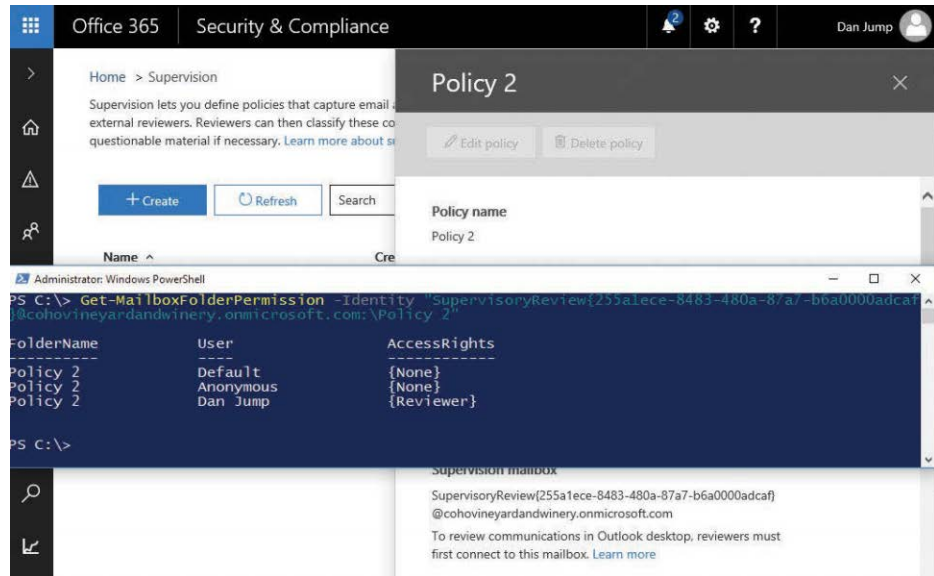 Office 365 Security & Compliance 2 ? Dan Jump
Home > Supervision
Supervision lets you define policies that capture email
external reviewers. Reviewers can then classify these co
questionable material if necessary. Learn more about su
+ Create Refresh Search
Name Cre
Policy 2
Edit policy Delete policy
Policy name
Policy 2
Administrator: Windows PowerShell
PS C:\> Get-MailboxFolderPermission -Identity "SupervisoryReview{255a1ece-8483-480a-87a7-b6a0000adcaf
}@cohovineyardandwinery.onmicrosoft.com:\Policy 2"
FolderName User AccessRights
---------- ---- ------------
Policy 2 Default {None}
Policy 2 Anonymous {None}
Policy 2 Dan Jump {Reviewer}
PS C:\>
Supervision mailbox
SupervisoryReview{255a1ece-8483-480a-87a7-b6a0000adcaf}
@cohovineyardandwinery.onmicrosoft.com
To review communications in Outlook desktop, reviewers must
first connect to this mailbox. Learn more